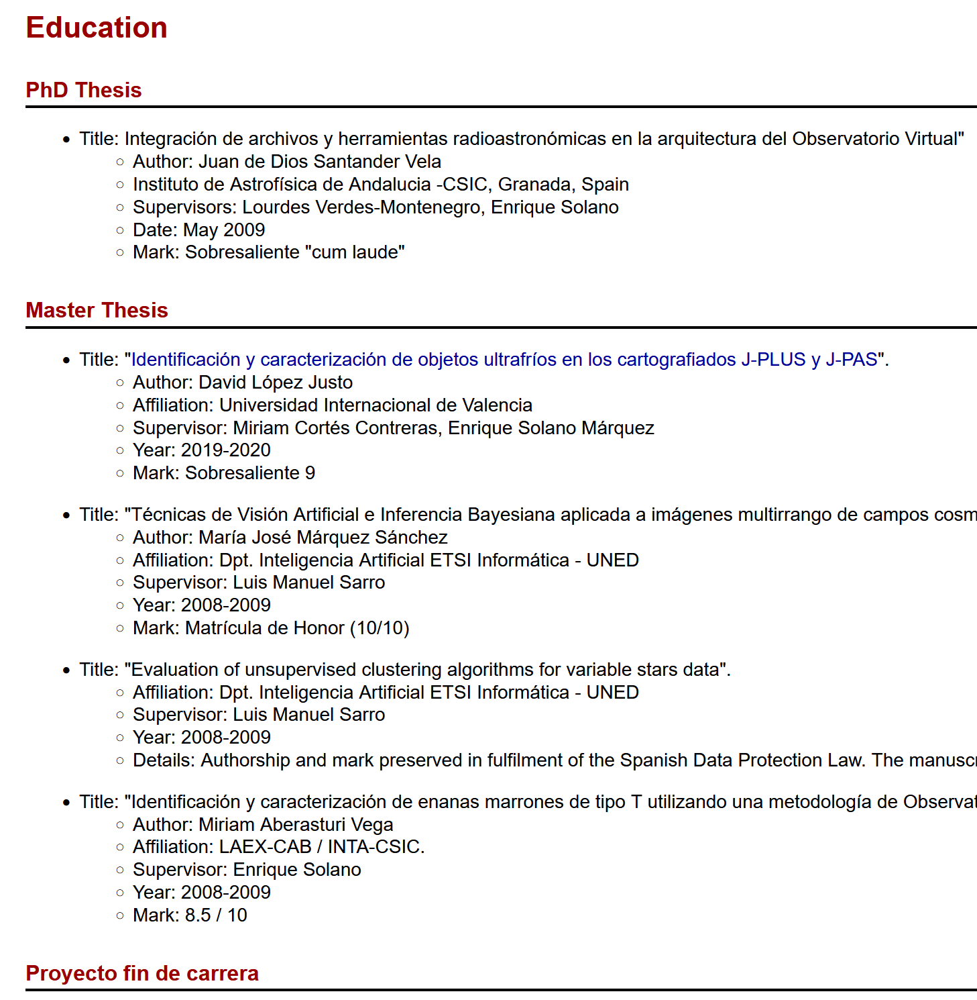 Education
PhD Thesis
Title: Integración de archivos y herramientas radioastronómicas en la arquitectura del Observatorio Virtual"
Author: Juan de Dios Santander Vela
Instituto de Astrofísica de Andalucia -CSIC, Granada, Spain
Supervisors: Lourdes Verdes-Montenegro, Enrique Solano
Date: May 2009
Mark: Sobresaliente "cum laude"
Master Thesis
Title: "Identificación y caracterización de objetos ultrafríos en los cartografiados J-PLUS y J-PAS".
Author: David López Justo
Affiliation: Universidad Internacional de Valencia
Supervisor: Miriam Cortés Contreras, Enrique Solano Márquez
Year: 2019-2020
Mark: Sobresaliente 9
Title: "Técnicas de Visión Artificial e Inferencia Bayesiana aplicada a imágenes multirrango de campos
Author: María José Márquez Sánchez
Affiliation: Dpt. Inteligencia Artificial ETSI Informática - UNED
Supervisor: Luis Manuel Sarro
Year: 2008-2009
Mark: Matrícula de Honor (10/10)
Title: "Evaluation of unsupervised clustering algorithms for variable stars data".
Affiliation: Dpt. Inteligencia Artificial ETSI Informática - UNED
Supervisor: Luis Manuel Sarro
Year: 2008-2009
Details: Authorship and mark preserved in fulfilment of the Spanish Data Protection Law. The
Title: "Identificación y caracterización de enanas marrones de tipo T utilizando una metodología de
Author: Miriam Aberasturi Vega
Affiliation: LAEX-CAB / INTA-CSIC.
Supervisor: Enrique Solano
Year: 2008-2009
Mark: 8.5 / 10
Proyecto fin de carrera